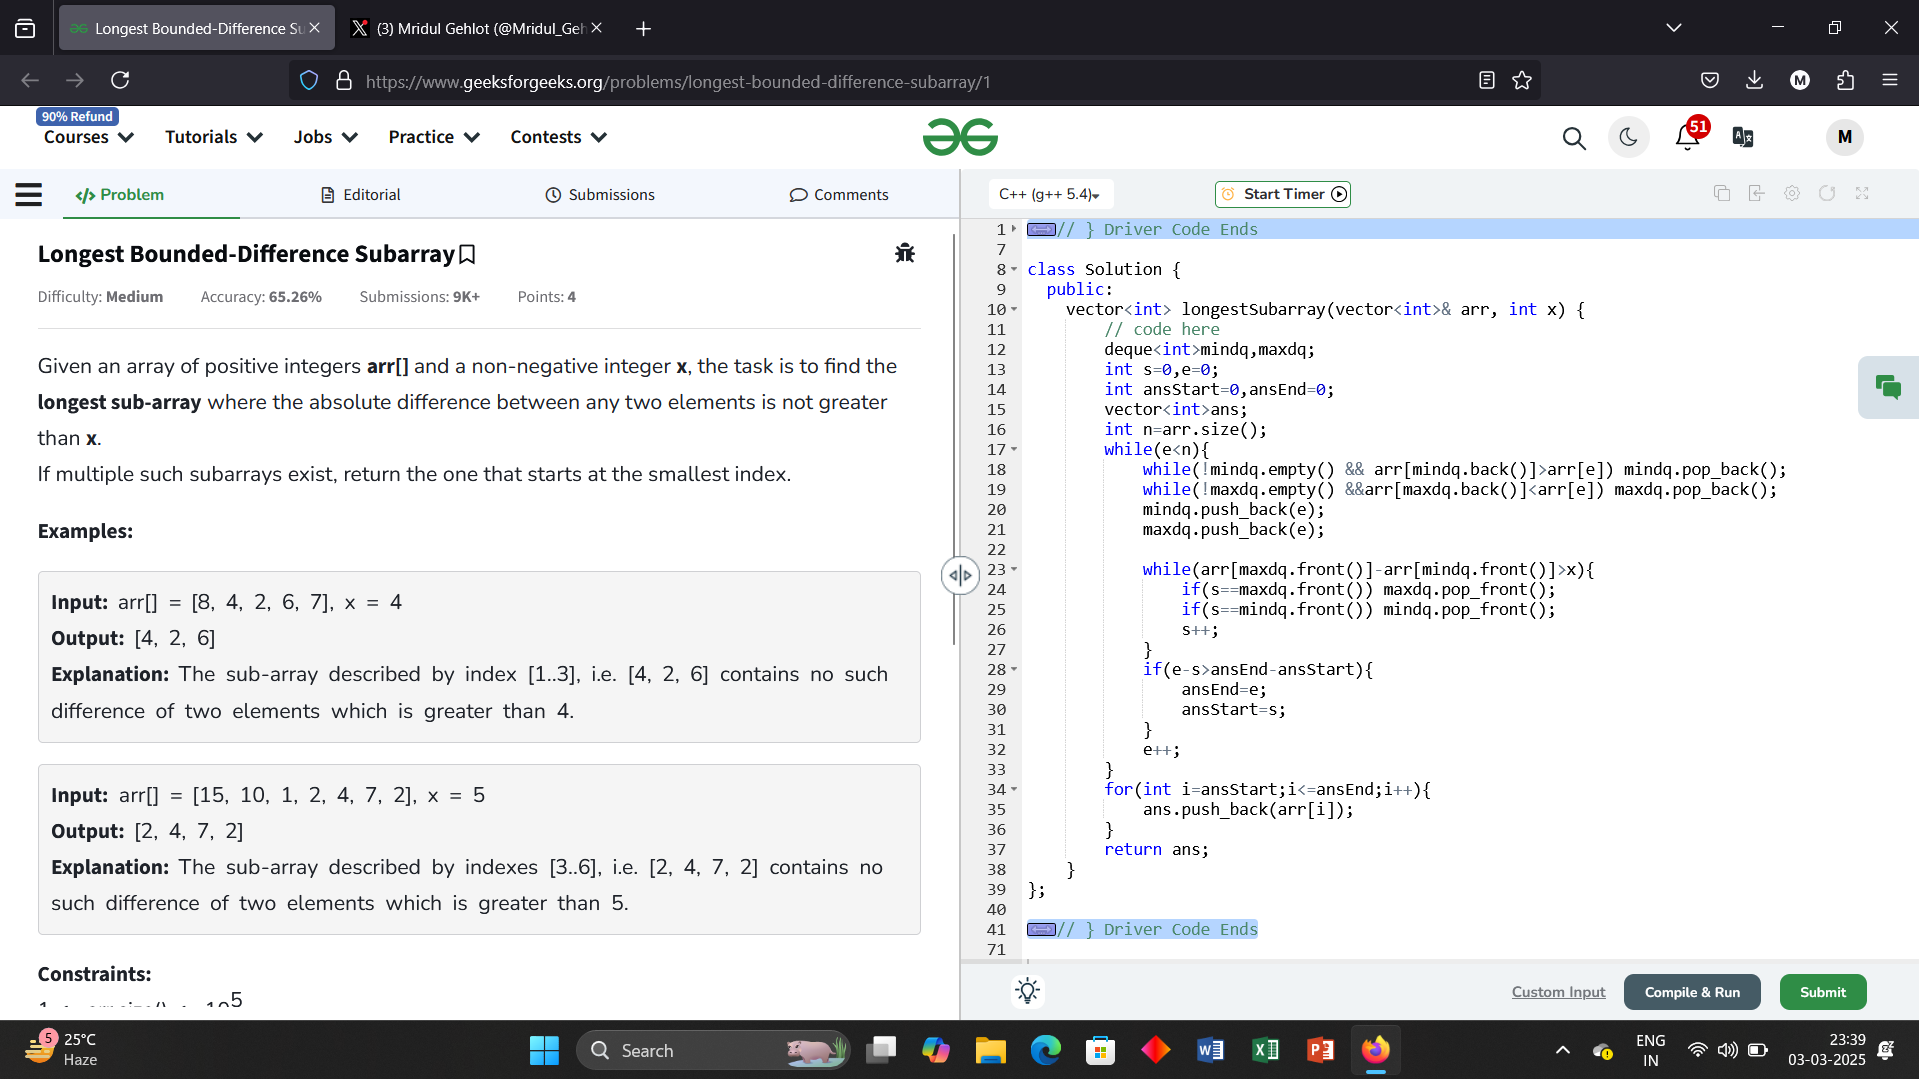 Longest Bounded-Difference Su
(3) Mridul Gehlot (@Mridul_Geh
https://www.geeksforgeeks.org/problems/longest-bounded-difference-subarray/1
M
90% Refund
Courses
Tutorials
Jobs
Practice
Contests
51
M
</> Problem
Editorial
Submissions
Comments
C++ (g++ 5.4)
Start Timer
Longest Bounded-Difference Subarray
Difficulty: Medium
Accuracy: 65.26%
Submissions: 9K+
Points: 4
Given an array of positive integers arr[] and a non-negative integer x, the task is to find the
longest sub-array where the absolute difference between any two elements is not greater
than x.
If multiple such subarrays exist, return the one that starts at the smallest index.
Examples:
Input: arr[] = [8, 4, 2, 6, 7], x = 4
Output: [4, 2, 6]
Explanation: The sub-array described by index [1..3], i.e. [4, 2, 6] contains no such
difference of two elements which is greater than 4.
Input: arr[] = [15, 10, 1, 2, 4, 7, 2], x = 5
Output: [2, 4, 7, 2]
Explanation: The sub-array described by indexes [3..6], i.e. [2, 4, 7, 2] contains no
such difference of two elements which is greater than 5.
Constraints:
1 // } Driver Code Ends
7
8 class Solution {
9 public:
10 vector<int> longestSubarray(vector<int>& arr, int x) {
11 // code here
12 deque<int>mindq,maxdq;
13 int s=0,e=0;
14 int ansStart=0,ansEnd=0;
15 vector<int>ans;
16 int n=arr.size();
17 while(e<n){
18 while(!mindq.empty() && arr[mindq.back()]>arr[e]) mindq.pop_back();
19 while(!maxdq.empty() &&arr[maxdq.back()]<arr[e]) maxdq.pop_back();
20 mindq.push_back(e);
21 maxdq.push_back(e);
22
23 while(arr[maxdq.front()]-arr[mindq.front()]>x){
24 if(s==maxdq.front()) maxdq.pop_front();
25 if(s==mindq.front()) mindq.pop_front();
26 s++;
27 }
28 if(e-s>ansEnd-ansStart){
29 ansEnd=e;
30 ansStart=s;
31 }
32 e++;
33 }
34 for(int i=ansStart;i<=ansEnd;i++){
35 ans.push_back(arr[i]);
36 }
37 return ans;
38 }
39 };
40
41 // } Driver Code Ends
71
Custom Input
Compile & Run
Submit
5
25°C
Haze
Search
ENG
IN
23:39
03-03-2025